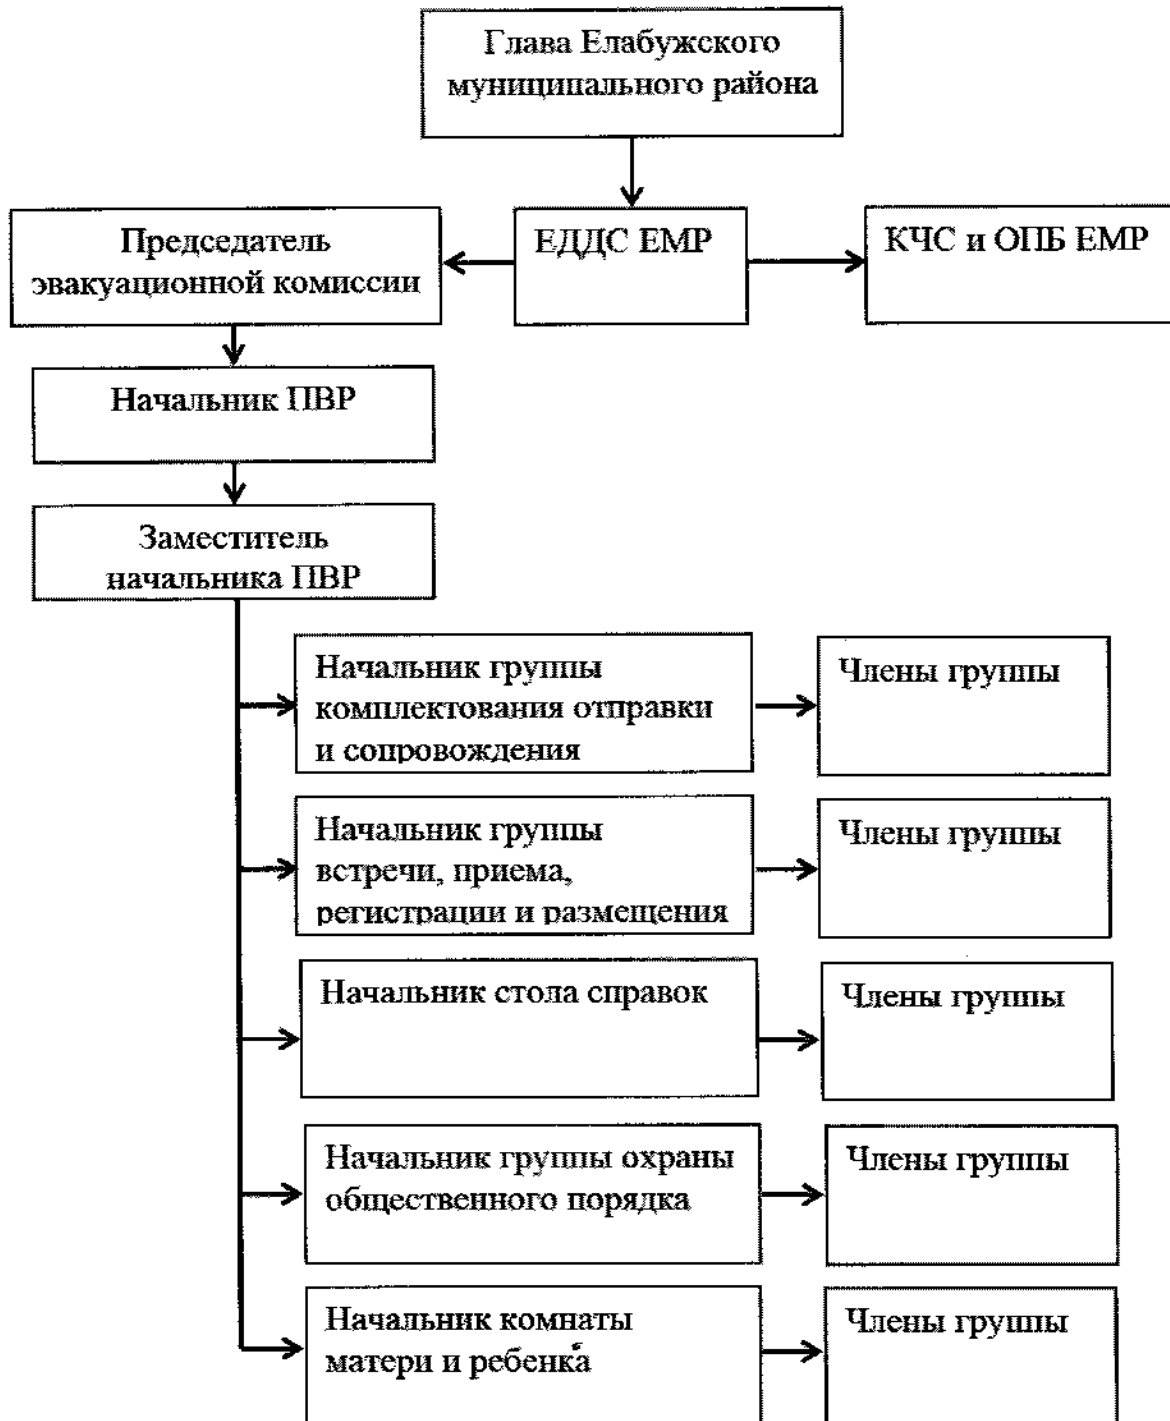 Глава Елабужского
муниципального района
Председатель
эвакуационной комиссии
ЕДДС ЕМР
КЧС и ОПБ ЕМР
Начальник ПВР
Заместитель
начальника ПВР
Начальник группы
комплектования отправки
и сопровождения
Члены группы
Начальник группы
встречи, приема,
регистрации и размещения
Члены группы
Начальник стола справок
Члены группы
Начальник группы охраны
общественного порядка
Члены группы
Начальник комнаты
матери и ребенка
Члены группы